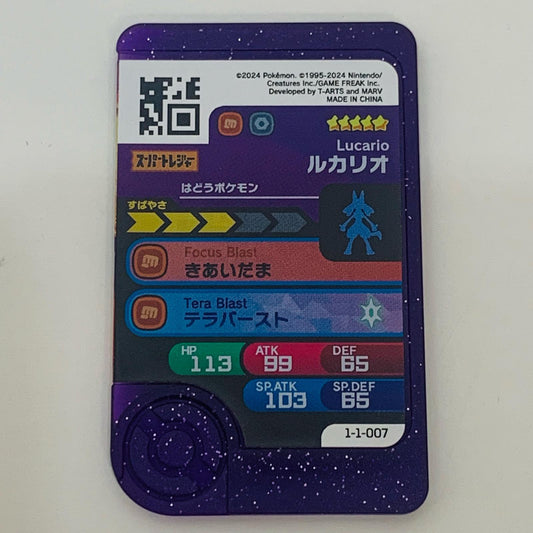 ©2024 Pokémon. ©1995-2024 Nintendo/
Creatures Inc./GAME FREAK inc.
Developed by T-ARTS and MARV
MADE IN CHINA
Lucario
ルカリオ
スーパートレジャー
はどうポケモン
すばやさ
Focus Blast
きあいだま
Tera Blast
テラバースト
HP 113 ATK 99 DEF 65
SP.ATK 103 SP.DEF 65
1-1-007